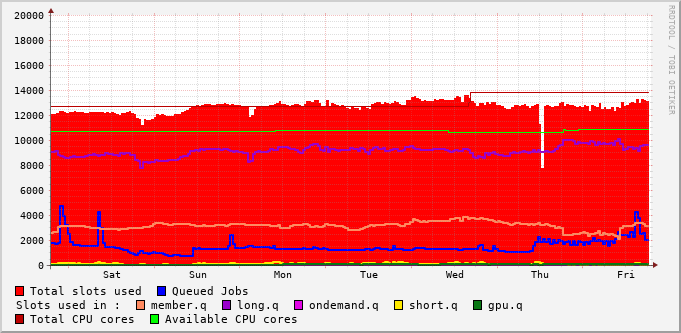 RRDTOOL / TOBI OETIKER
20000
18000
16000
14000
12000
10000
8000
6000
4000
2000
0
Sat Sun Mon Tue Wed Thu Fri
Total slots used Queued Jobs
Slots used in : member.q long.q ondemand.q short.q gpu.q
Total CPU cores Available CPU cores